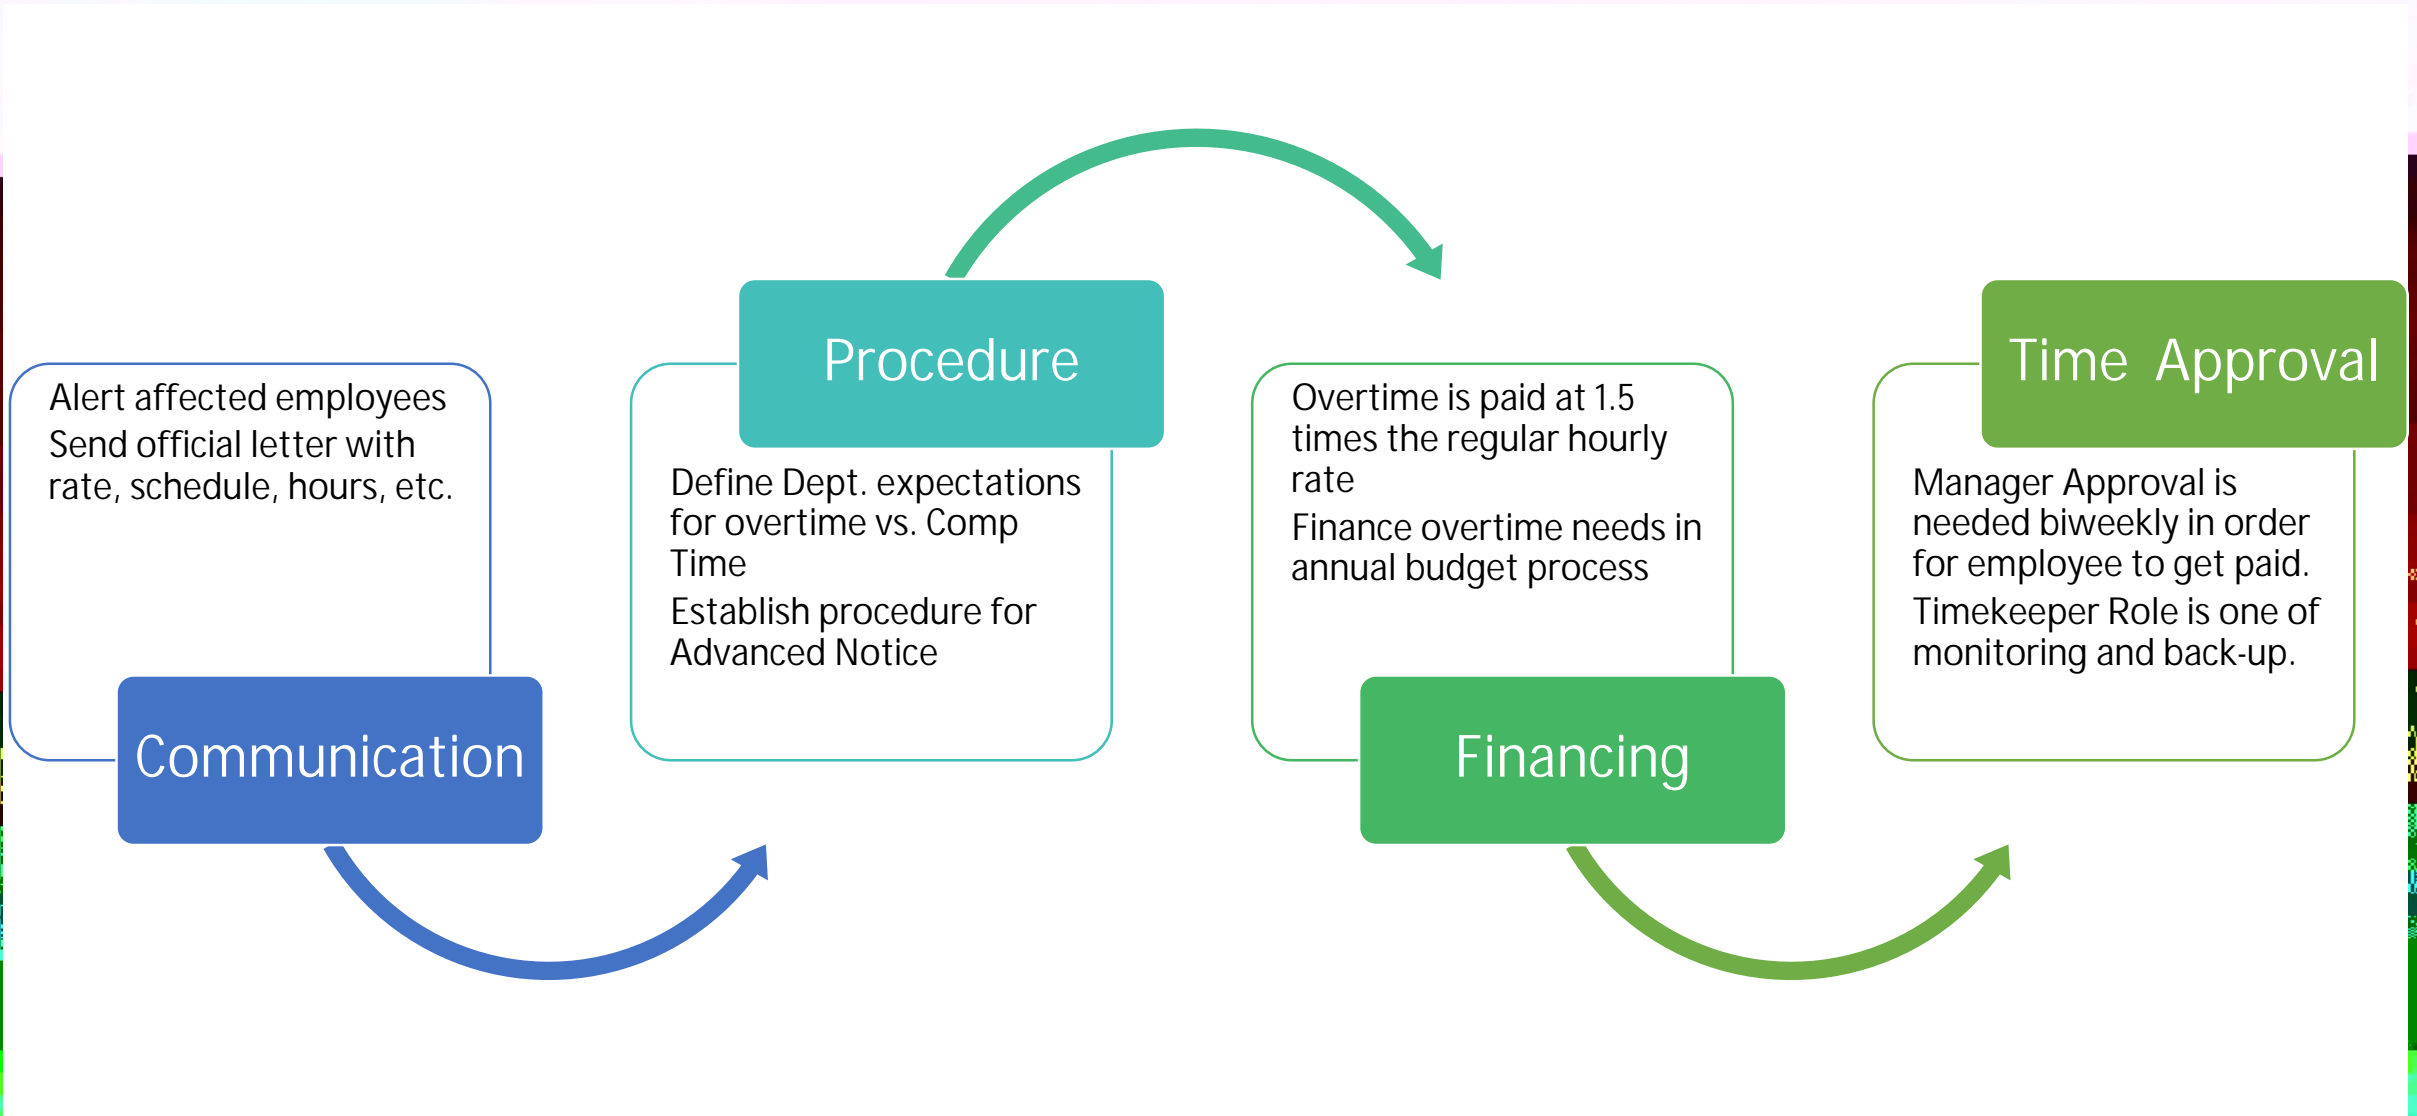 Alert affected employees
Send official letter with
rate, schedule, hours, etc.
Communication
Procedure
Define Dept. expectations
for overtime vs. Comp
Time
Establish procedure for
Advanced Notice
Overtime is paid at 1.5
times the regular hourly
rate
Finance overtime needs in
annual budget process
Financing
Time Approval
Manager Approval is
needed biweekly in order
for employee to get paid.
Timekeeper Role is one of
monitoring and back-up.